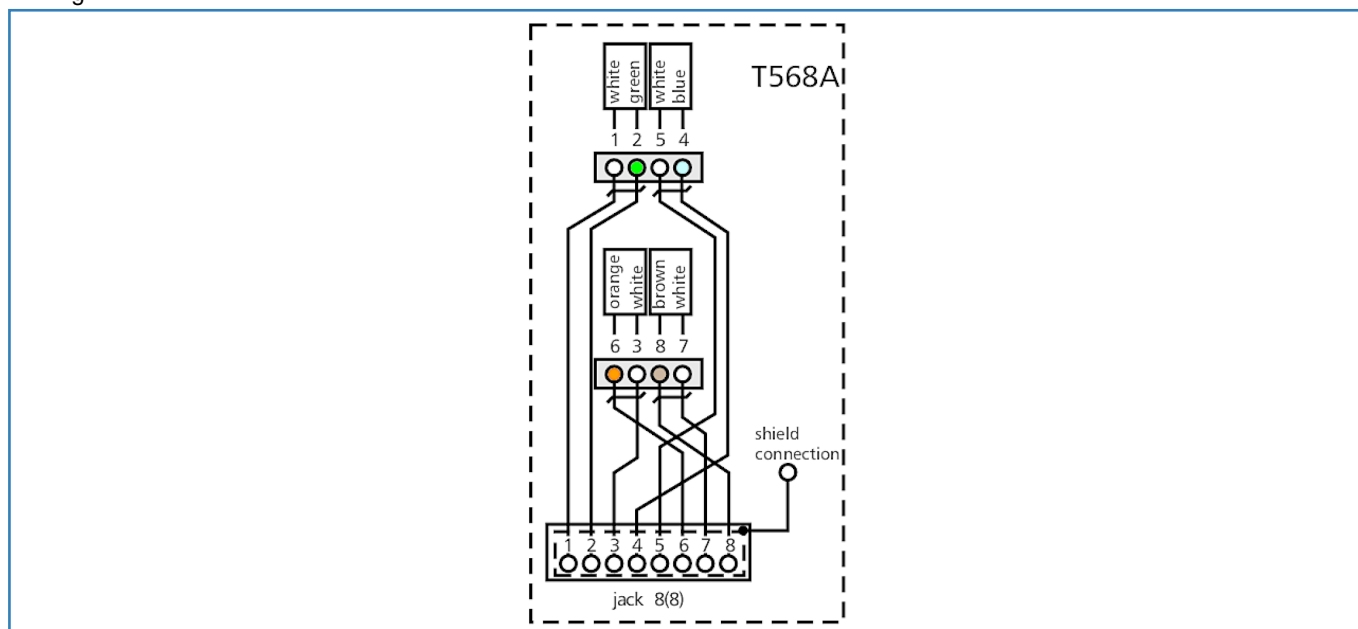 T568A
white
green
white
blue
1 2 5 4
orange
white
brown
white
6 3 8 7
shield
connection
1 2 3 4 5 6 7 8
jack 8(8)